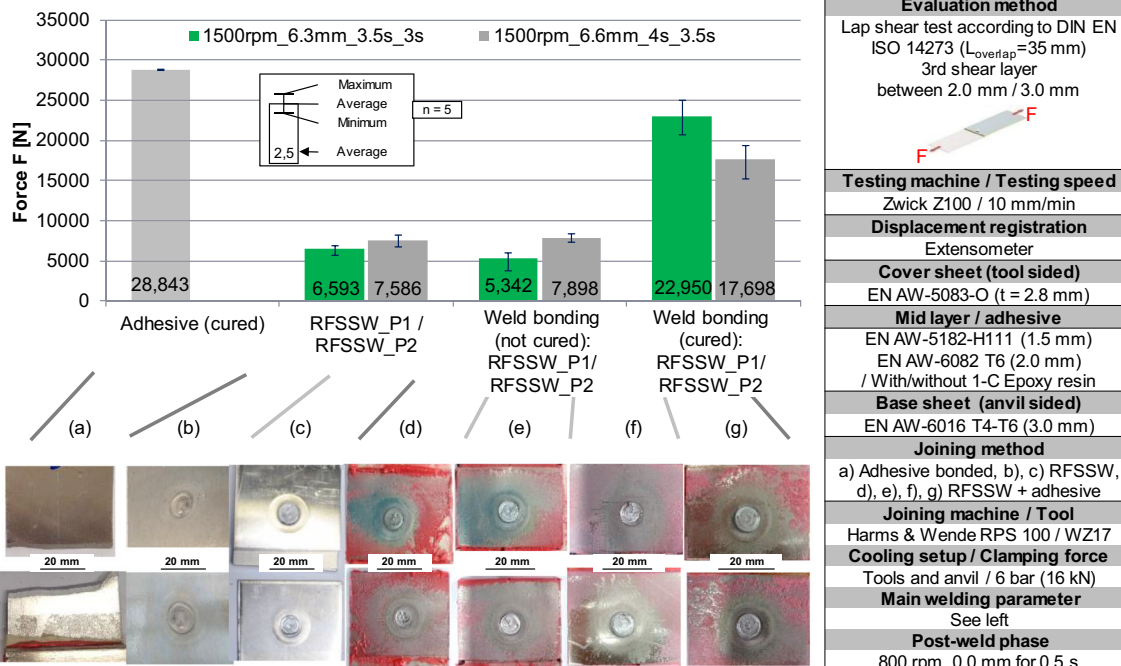 35000
30000
25000
20000
15000
10000
5000
0
Force F [N]
1500rpm_6.3mm_3.5s_3s
1500rpm_6.6mm_4s_3.5s
Maximum
Average
Minimum
2,5
Average
n = 5
28,843
6,593
7,586
5,342
7,898
22,950
17,698
Adhesive (cured)
RFSSW_P1 /
RFSSW_P2
Weld bonding
(not cured):
RFSSW_P1/
RFSSW_P2
Weld bonding
(cured):
RFSSW_P1/
RFSSW_P2
(a)
(b)
(c)
(d)
(e)
(f)
(g)
20 mm
20 mm
20 mm
20 mm
20 mm
20 mm
20 mm
Evaluation method
Lap shear test according to DIN EN
ISO 14273 (Loverlap=35 mm)
3rd shear layer
between 2.0 mm / 3.0 mm
F
F
Testing machine / Testing speed
Zwick Z100 / 10 mm/min
Displacement registration
Extensometer
Cover sheet (tool sided)
EN AW-5083-O (t = 2.8 mm)
Mid layer / adhesive
EN AW-5182-H111 (1.5 mm)
EN AW-6082 T6 (2.0 mm)
/ With/without 1-C Epoxy resin
Base sheet (anvil sided)
EN AW-6016 T4-T6 (3.0 mm)
Joining method
a) Adhesive bonded, b), c) RFSSW,
d), e), f), g) RFSSW + adhesive
Joining machine / Tool
Harms & Wende RPS 100 / WZ17
Cooling setup / Clamping force
Tools and anvil / 6 bar (16 kN)
Main welding parameter
See left
Post-weld phase
800 rpm, 0.0 mm for 0.5 s